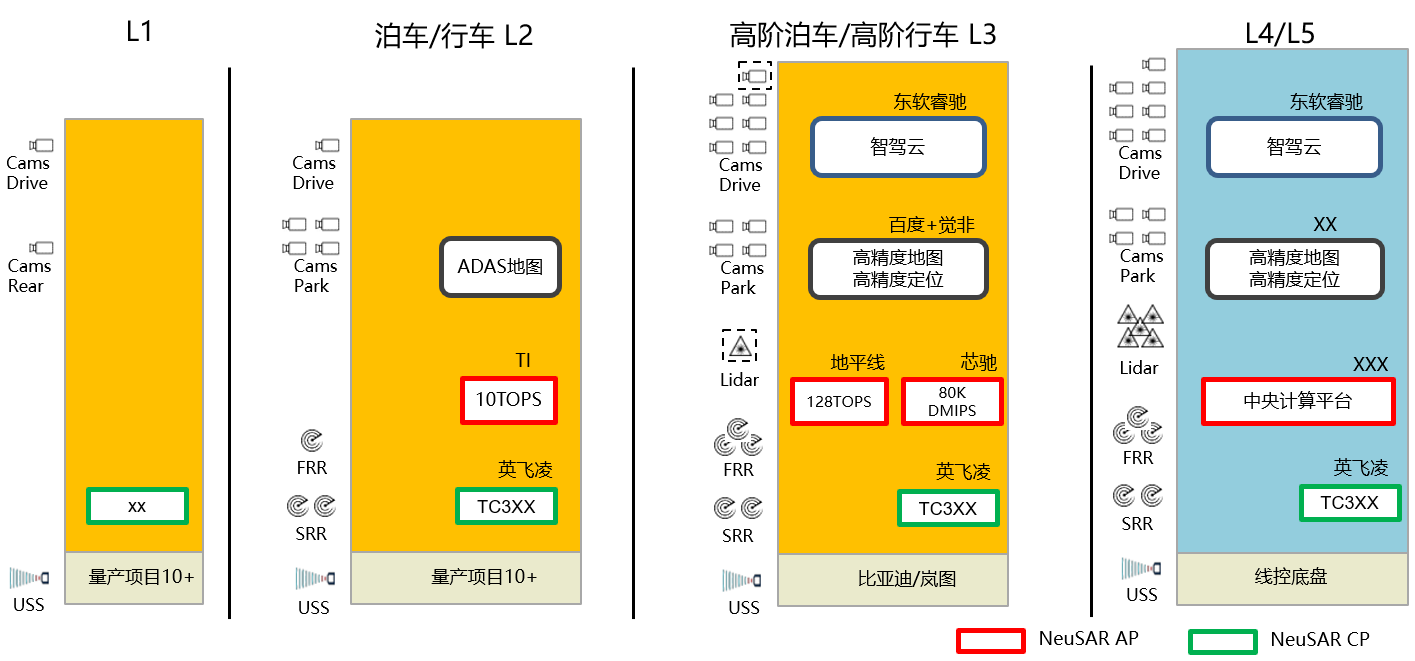 L1
Cams
Drive
Cams
Rear
xx
量产项目10+
USS
泊车/行车 L2
Cams
Drive
Cams
Park
ADAS地图
TI
10TOPS
FRR
英飞凌
TC3XX
SRR
量产项目10+
USS
高阶泊车/高阶行车 L3
东软睿驰
智驾云
Cams
Drive
百度+觉非
高精度地图
高精度定位
Cams
Park
Lidar
地平线
128TOPS
芯驰
80K
DMIPS
FRR
英飞凌
TC3XX
SRR
比亚迪/岚图
USS
L4/L5
东软睿驰
智驾云
Cams
Drive
XX
高精度地图
高精度定位
Cams
Park
Lidar
XXX
中央计算平台
FRR
英飞凌
TC3XX
SRR
线控底盘
USS
NeuSAR AP
NeuSAR CP